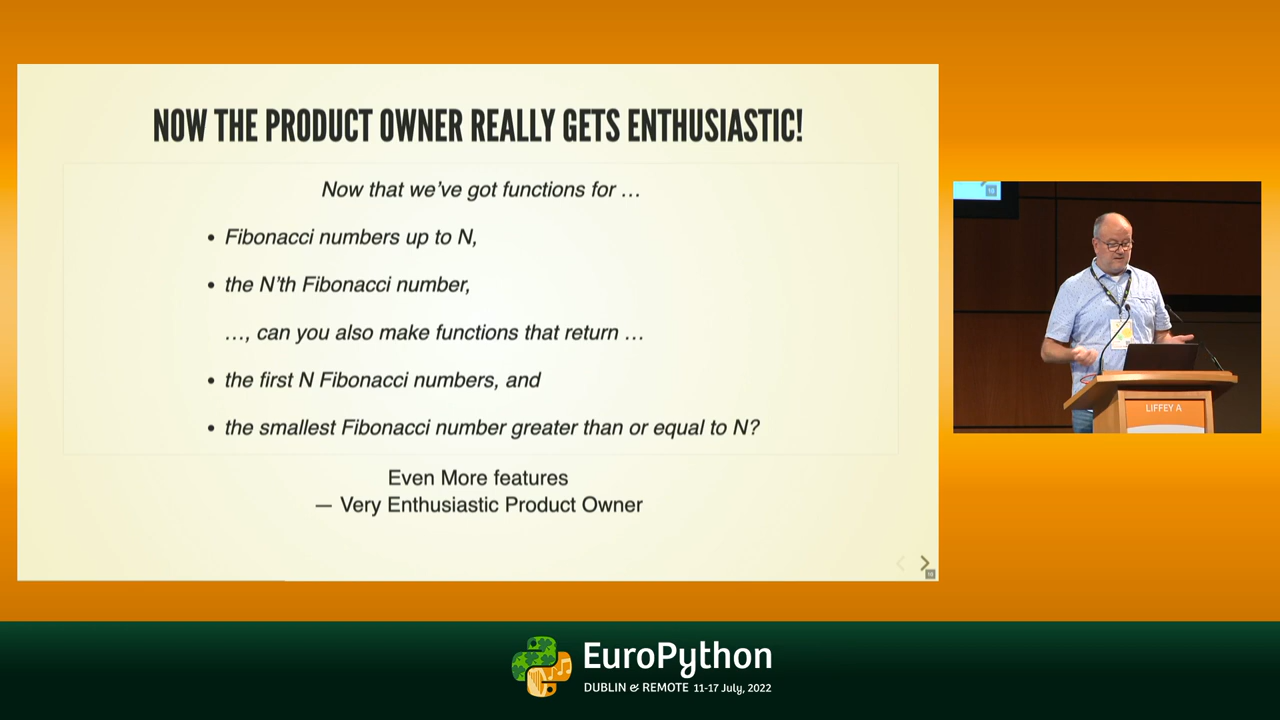 NOW THE PRODUCT OWNER REALLY GETS ENTHUSIASTIC!
Now that we've got functions for …
• Fibonacci numbers up to N,
• the N'th Fibonacci number,
…, can you also make functions that return …
• the first N Fibonacci numbers, and
• the smallest Fibonacci number greater than or equal to N?
Even More features
— Very Enthusiastic Product Owner
LIFFEY A
EuroPython
DUBLIN & REMOTE 11-17 July, 2022